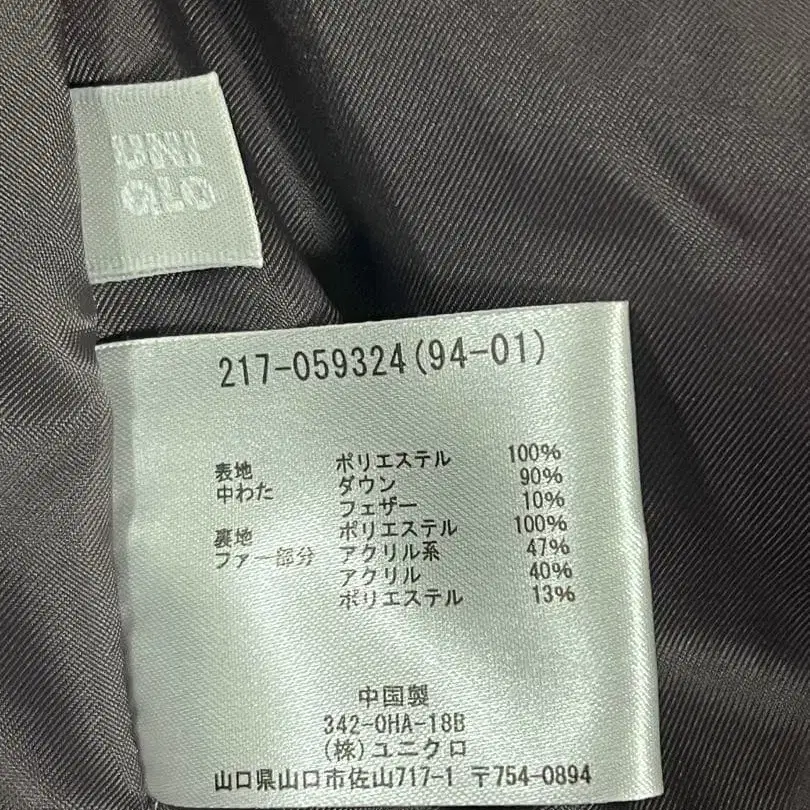 UNI
QLO
217-059324(94-01)
表地 ポリエステル 100%
中わた ダウン 90%
フェザー 10%
裏地 ポリエステル 100%
ファー部分 アクリル系 47%
アクリル 40%
ポリエステル 13%
中国製
342-0HA-18B
(株)ユニクロ
山口県山口市佐山717-1 〒754-0894